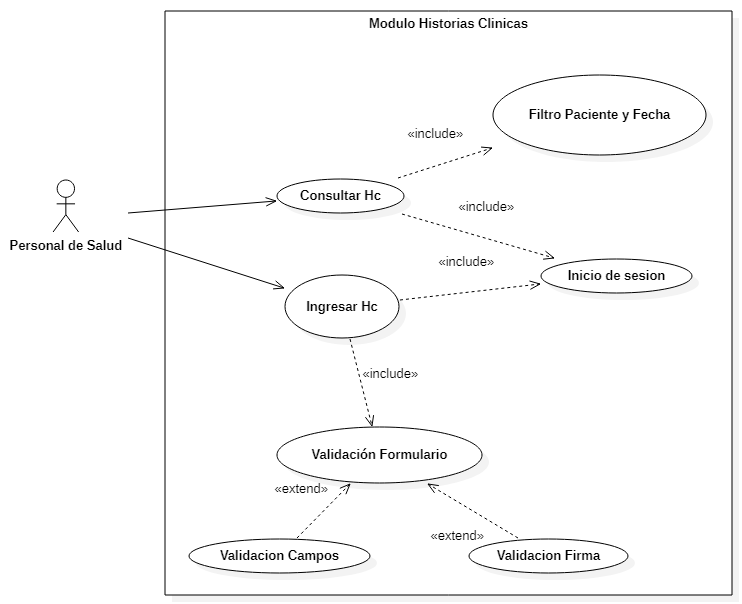 Modulo Historias Clinicas
Filtro Paciente y Fecha
«include»
Consultar Hc
«include»
Personal de Salud
«include»
Inicio de sesion
Ingresar Hc
«include»
Validación Formulario
«extend»
«extend»
Validacion Campos
Validacion Firma